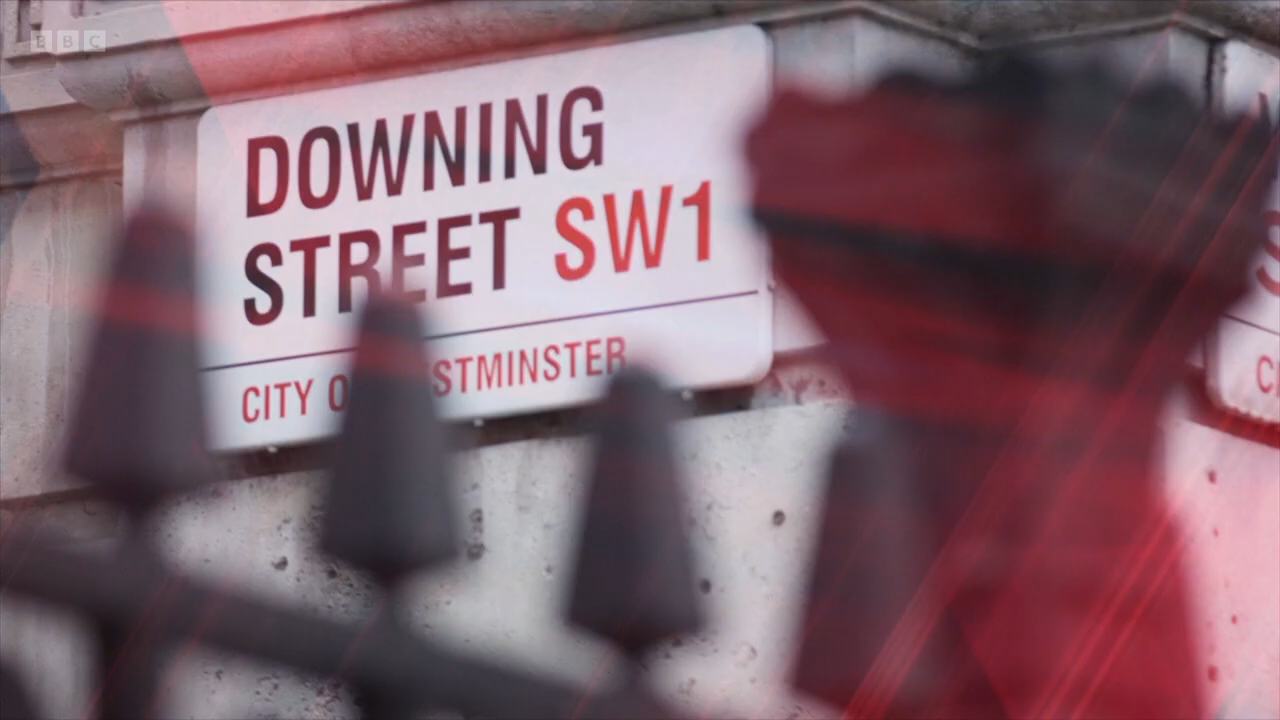 BBC
DOWNING
STREET SW1
CITY O STMINSTER
S
C